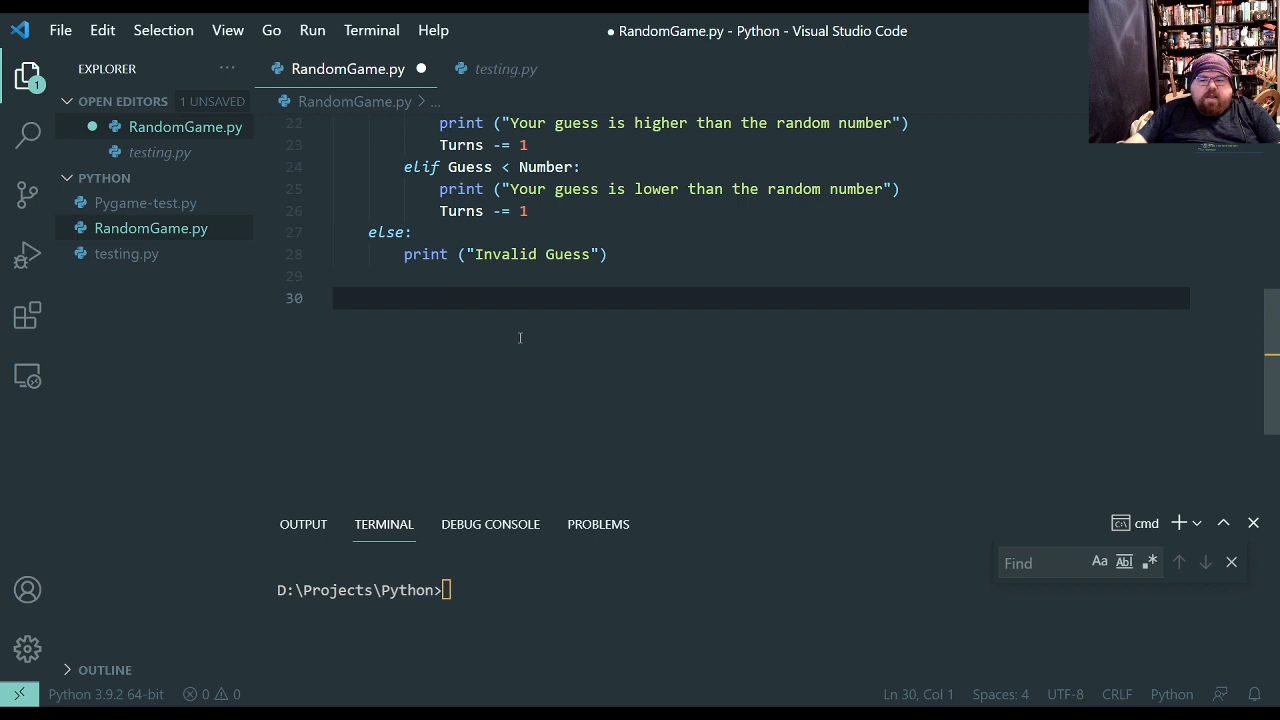 File Edit Selection View Go Run Terminal Help
● RandomGame.py - Python - Visual Studio Code
EXPLORER ···
RandomGame.py ●
testing.py
1
OPEN EDITORS 1 UNSAVED
RandomGame.py > ...
● RandomGame.py
testing.py
PYTHON
Pygame-test.py
RandomGame.py
testing.py
22 print ("Your guess is higher than the random number")
23 Turns -= 1
24 elif Guess < Number:
25 print ("Your guess is lower than the random number")
26 Turns -= 1
27 else:
28 print ("Invalid Guess")
29
30
OUTPUT TERMINAL DEBUG CONSOLE PROBLEMS
cmd
Find Aa Abl .*
D:\Projects\Python>
OUTLINE
Python 3.9.2 64-bit 0 0 Ln 30, Col 1 Spaces: 4 UTF-8 CRLF Python